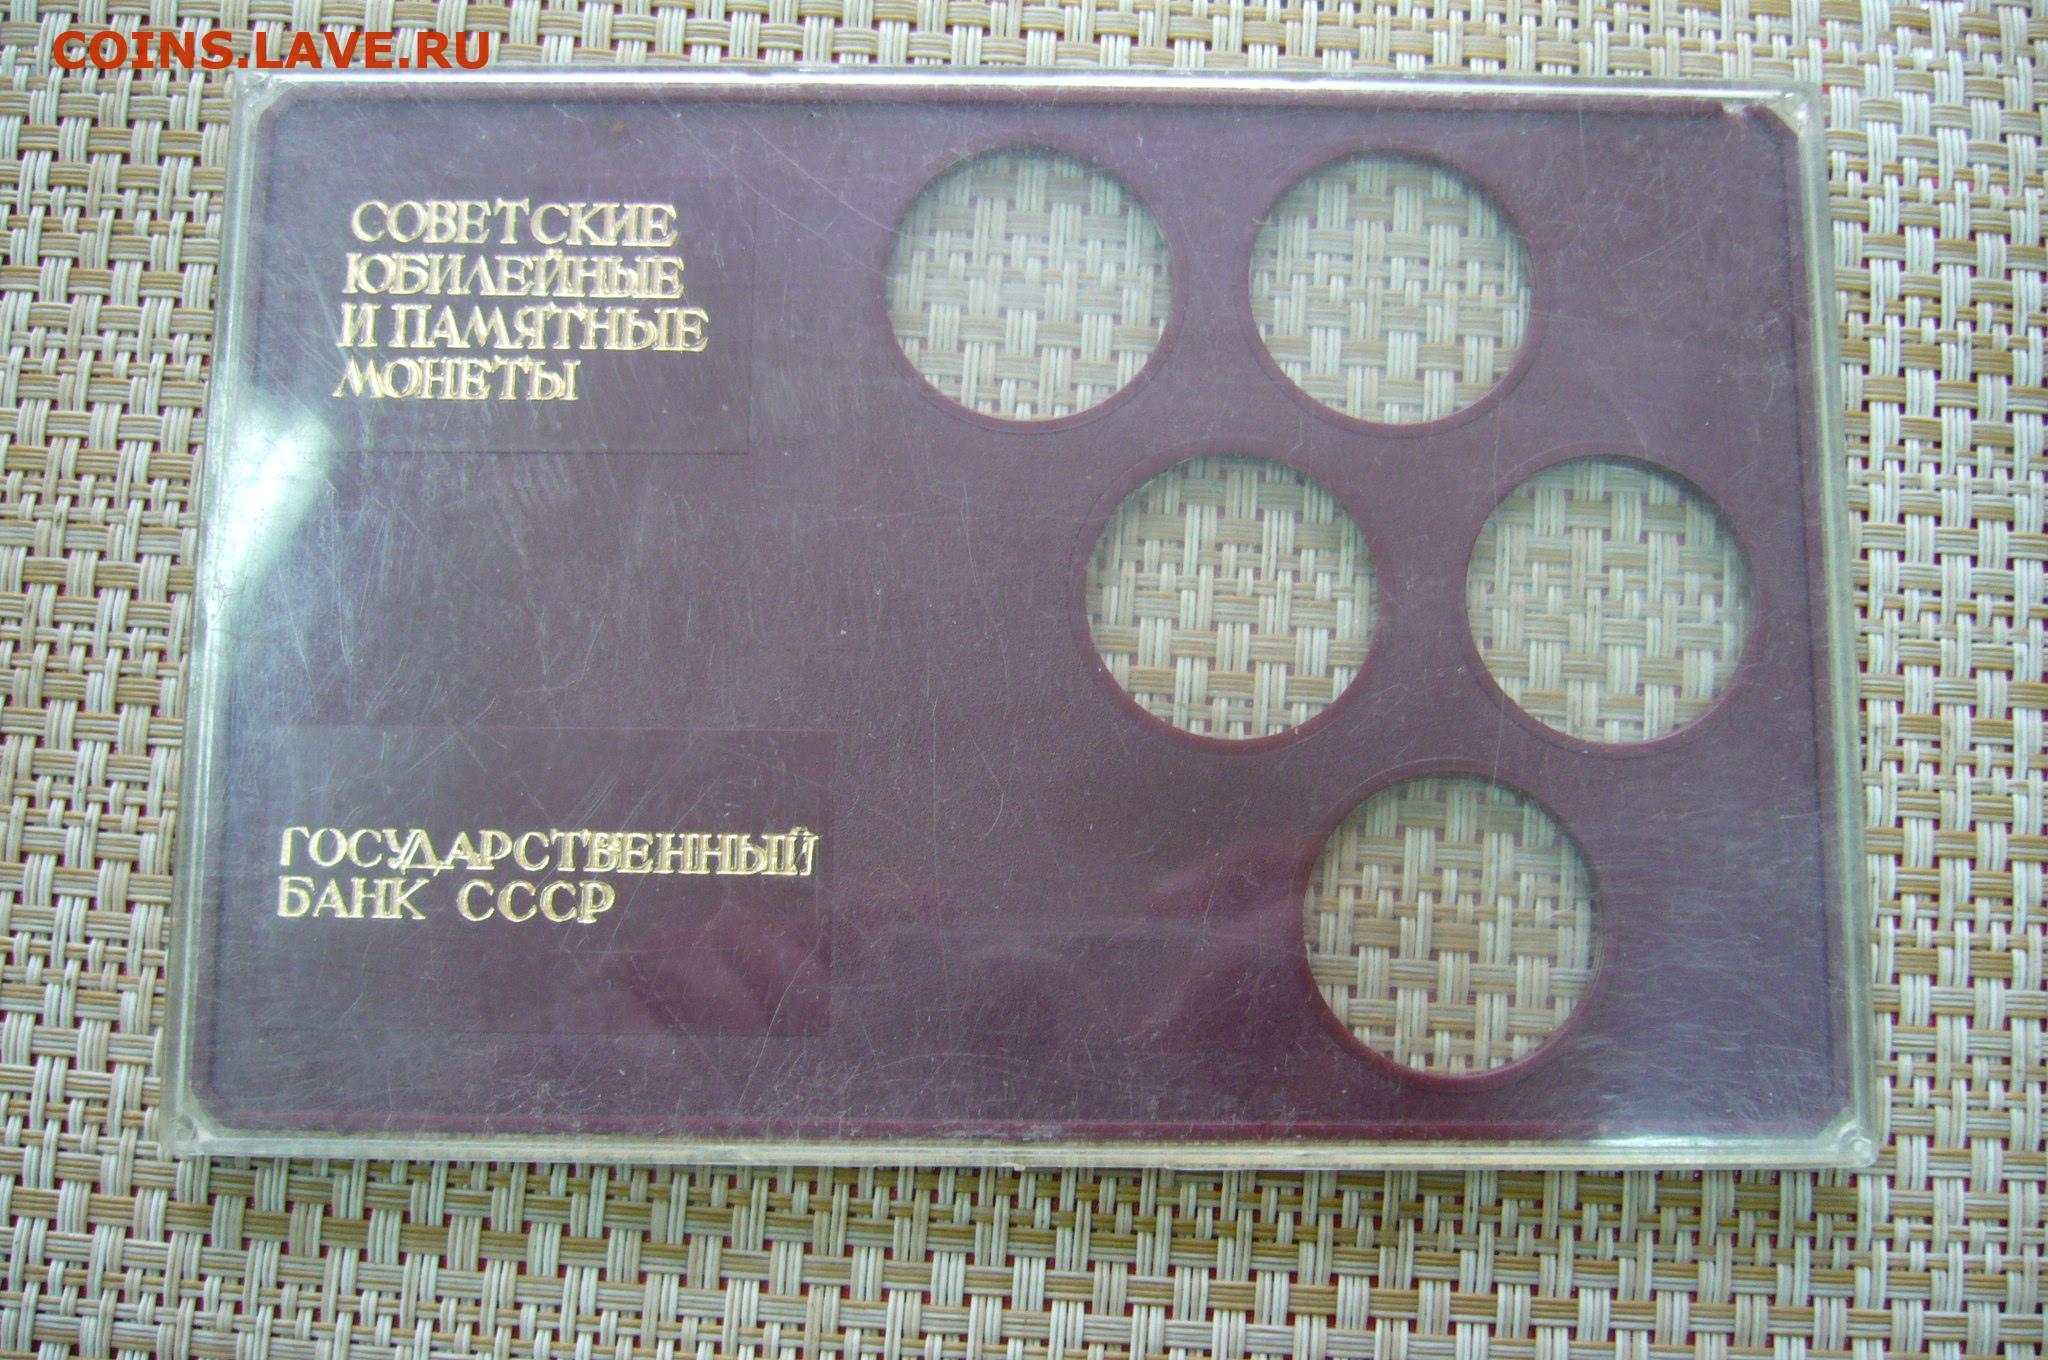 COINS.LAVE.RU
СОВЕТСКИЕ
ЮБИЛЕЙНЫЕ
И ПАМЯТНЫЕ
МОНЕТЫ
ГОСУДАРСТВЕННЫЙ
БАНК СССР